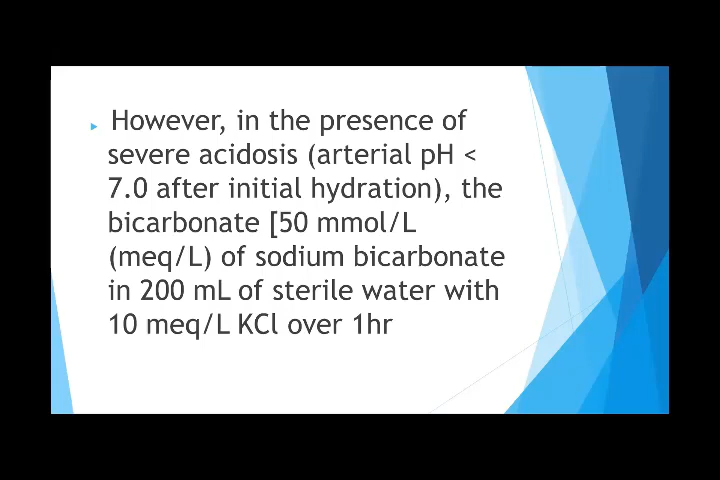 However, in the presence of
severe acidosis (arterial pH <
7.0 after initial hydration), the
bicarbonate [50 mmol/L
(meq/L) of sodium bicarbonate
in 200 mL of sterile water with
10 meq/L KCl over 1hr